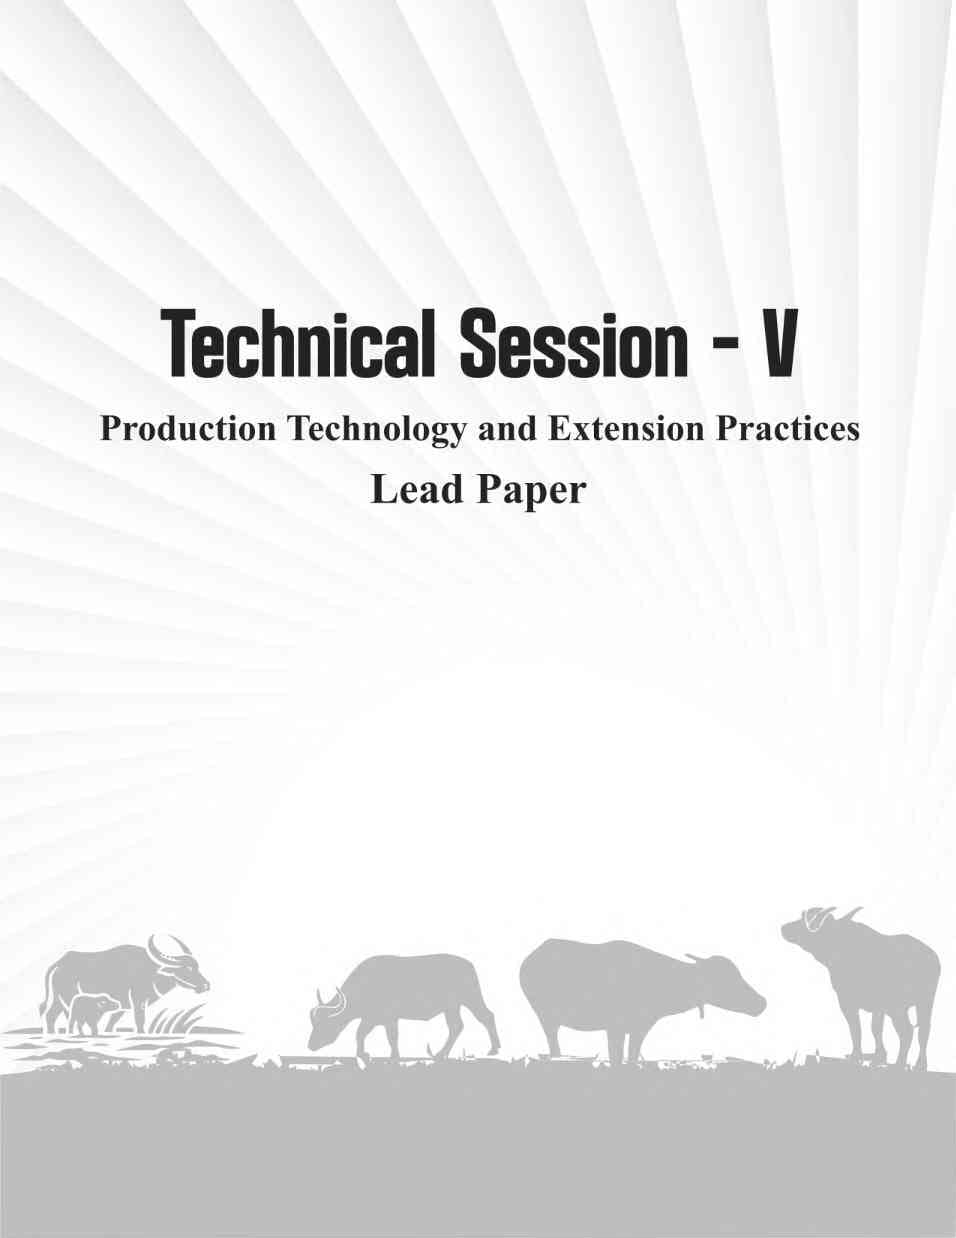 Technical Session - V
Production Technology and Extension Practices
Lead Paper